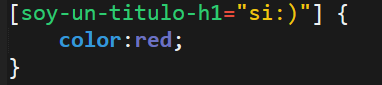 [soy-un-titulo-h1="si:)"] {
    color:red;
}